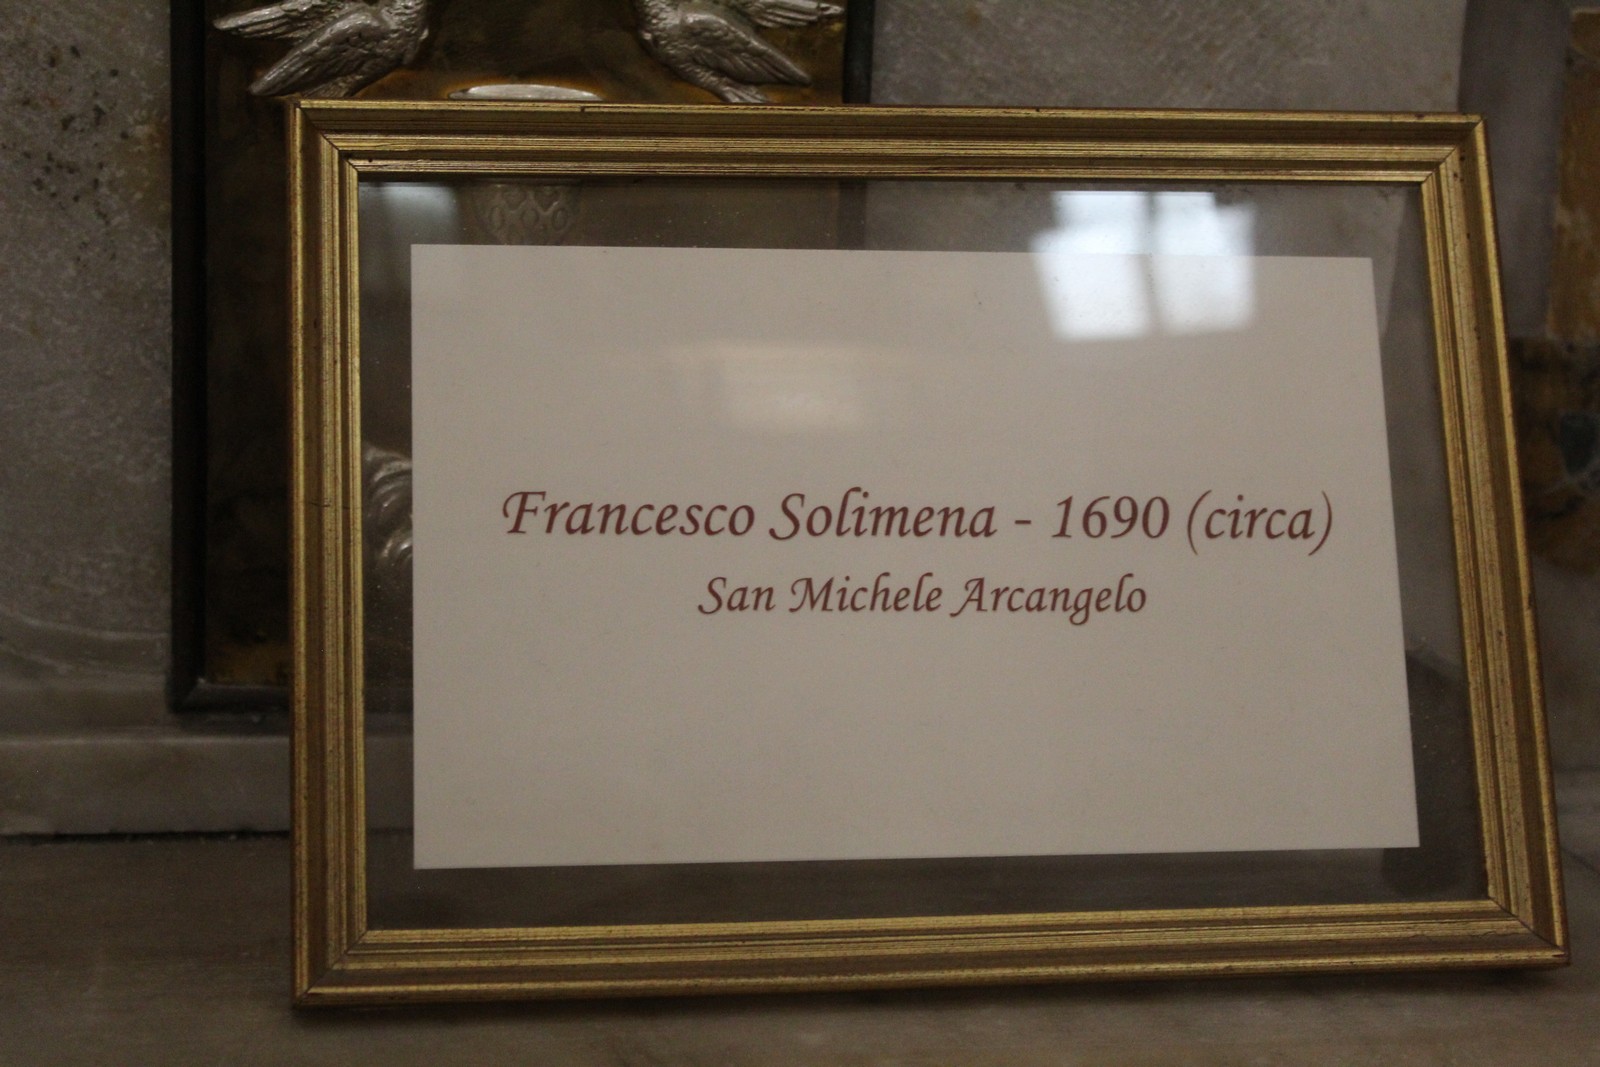 Francesco Solimena - 1690 (circa)
San Michele Arcangelo